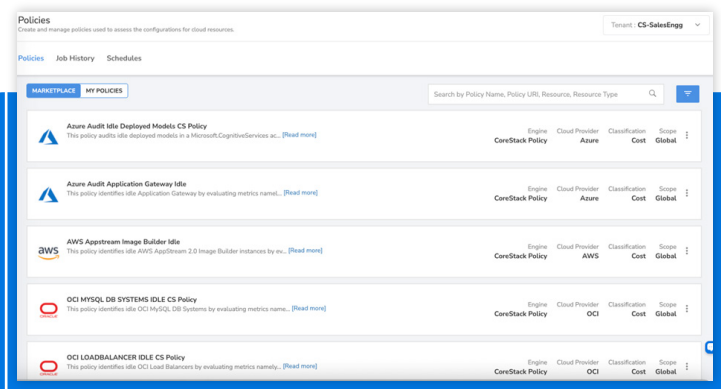 Policies
Create and manage policies used to assess the configurations for cloud resources.
Tenant : CS-SalesEngg
Policies Job History Schedules
MARKETPLACE MY POLICIES
Search by Policy Name, Policy URI, Resource, Resource Type
Azure Audit Idle Deployed Models CS Policy
This policy audits idle deployed models in a Microsoft.CognitiveServices ac... [Read more]
Engine Cloud Provider Classification Scope
CoreStack Policy Azure Cost Global
Azure Audit Application Gateway Idle
This policy identifies idle Application Gateway by evaluating metrics namel... [Read more]
Engine Cloud Provider Classification Scope
CoreStack Policy Azure Cost Global
aws
AWS Appstream Image Builder Idle
This policy identifies idle AWS AppStream 2.0 Image Builder instances by ev... [Read more]
Engine Cloud Provider Classification Scope
CoreStack Policy AWS Cost Global
ORACLE
OCI MYSQL DB SYSTEMS IDLE CS Policy
This policy identifies idle OCI MySQL DB Systems by evaluating metrics name... [Read more]
Engine Cloud Provider Classification Scope
CoreStack Policy OCI Cost Global
ORACLE
OCI LOADBALANCER IDLE CS Policy
This policy identifies idle OCI Load Balancers by evaluating metrics namely... [Read more]
Engine Cloud Provider Classification Scope
CoreStack Policy OCI Cost Global